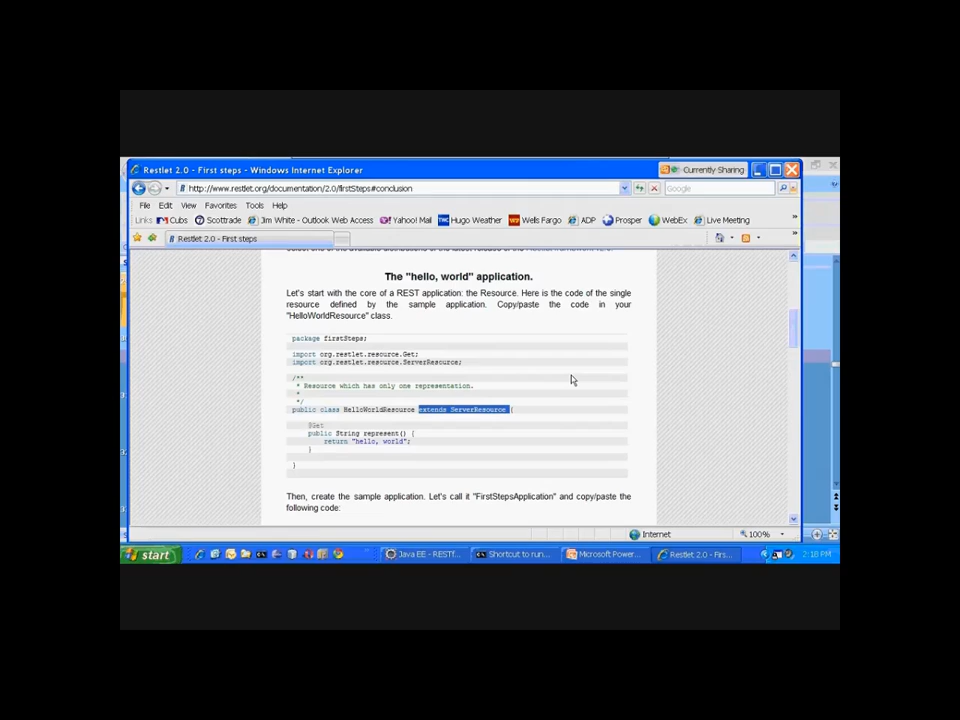 Restlet 2.0 - First steps - Windows Internet Explorer
Currently Sharing
http://www.restlet.org/documentation/2.0/firstSteps#conclusion
Google
File Edit View Favorites Tools Help
Links Cubs Scottrade Jim White - Outlook Web Access Yahoo! Mail Hugo Weather Wells Fargo ADP Prosper WebEx Live Meeting
Restlet 2.0 - First steps
The "hello, world" application.
Let's start with the core of a REST application: the Resource. Here is the code of the single
resource defined by the sample application. Copy/paste the code in your
"HelloWorldResource" class.
package firstSteps;
import org.restlet.resource.Get;
import org.restlet.resource.ServerResource;
/**
* Resource which has only one representation.
*
*/
public class HelloWorldResource extends ServerResource {
@Get
public String represent() {
return "hello, world";
}
}
Then, create the sample application. Let's call it "FirstStepsApplication" and copy/paste the
following code:
Internet
100%
start
Java EE - RESTf...
Shortcut to run...
Microsoft Power...
Restlet 2.0 - Firs...
2:18 PM